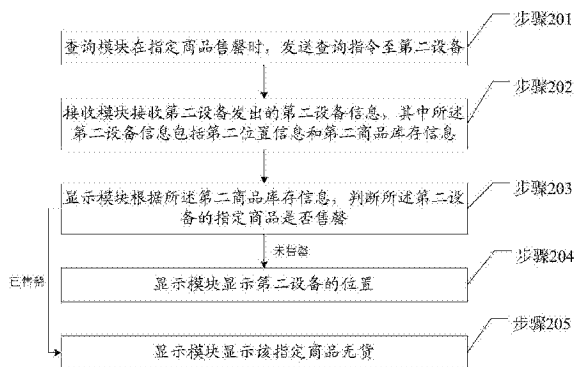 步骤201
查询模块在指定商品售罄时，发送查询指令至第二设备
步骤202
接收模块接收第二设备发出的第二设备信息，其中所述
第二设备信息包括第二位置信息和第二商品库存信息
步骤203
显示模块根据所述第二商品库存信息，判断所述第二设
备的指定商品是否售罄
未售罄
步骤204
已售罄
显示模块显示第二设备的位置
步骤205
显示模块显示该指定商品无货